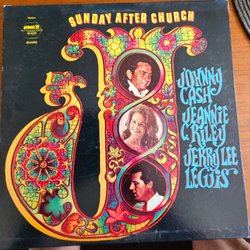 SUNDAY AFTER CHURCH
JOHNNY
CASH
JEANNIE
C. RILEY
JERRY LEE
LEWIS